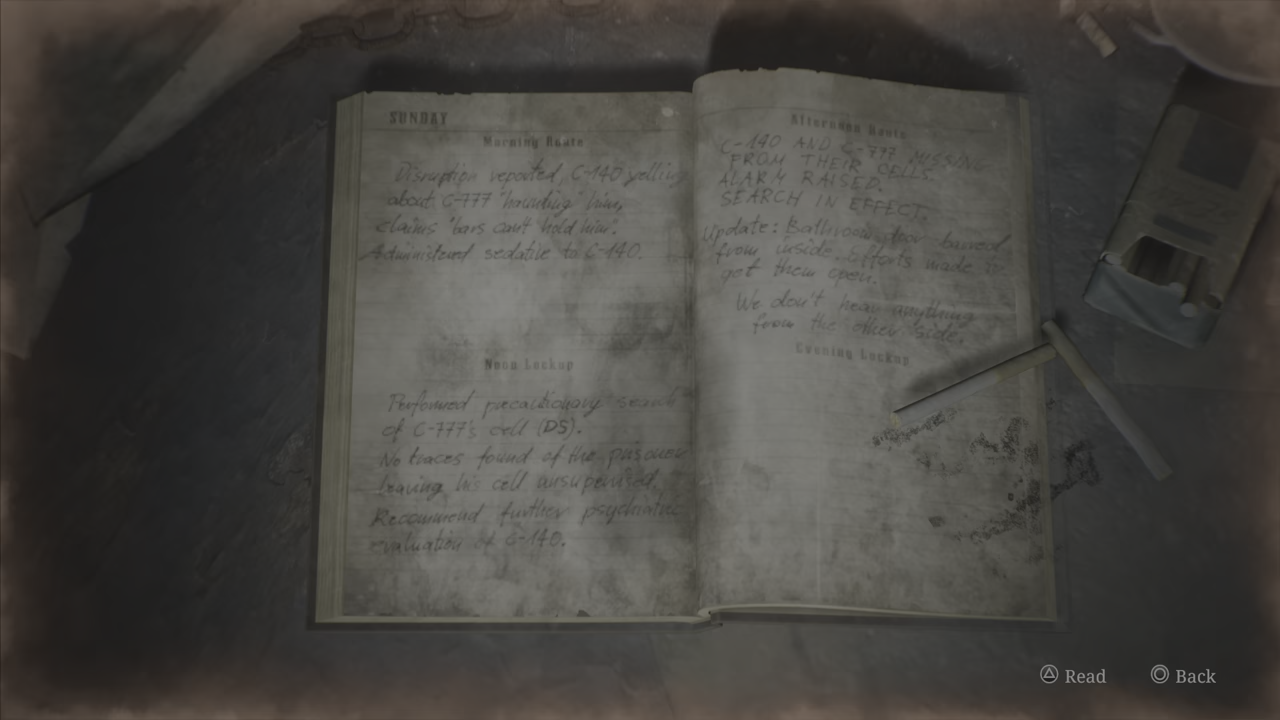 SUNDAY
Morning Route
Disruption reported, C-140 yelling
about C-777 "haunting" him,
claims "bars can't hold him".
Administered sedative to C-140.
Noon Lockup
Performed precautionary search
of C-777's cell (DS).
No traces found of the prisoner
leaving his cell unsupervised.
Recommend further psychiatric
evaluation of C-140.
Afternoon Route
C-140 AND C-777 MISSING
FROM THEIR CELLS.
ALARM RAISED.
SEARCH IN EFFECT.
Update: Bathroom door barred
from inside. Efforts made to
get them open.
We don't hear anything
from the other side.
Evening Lockup
Read
Back